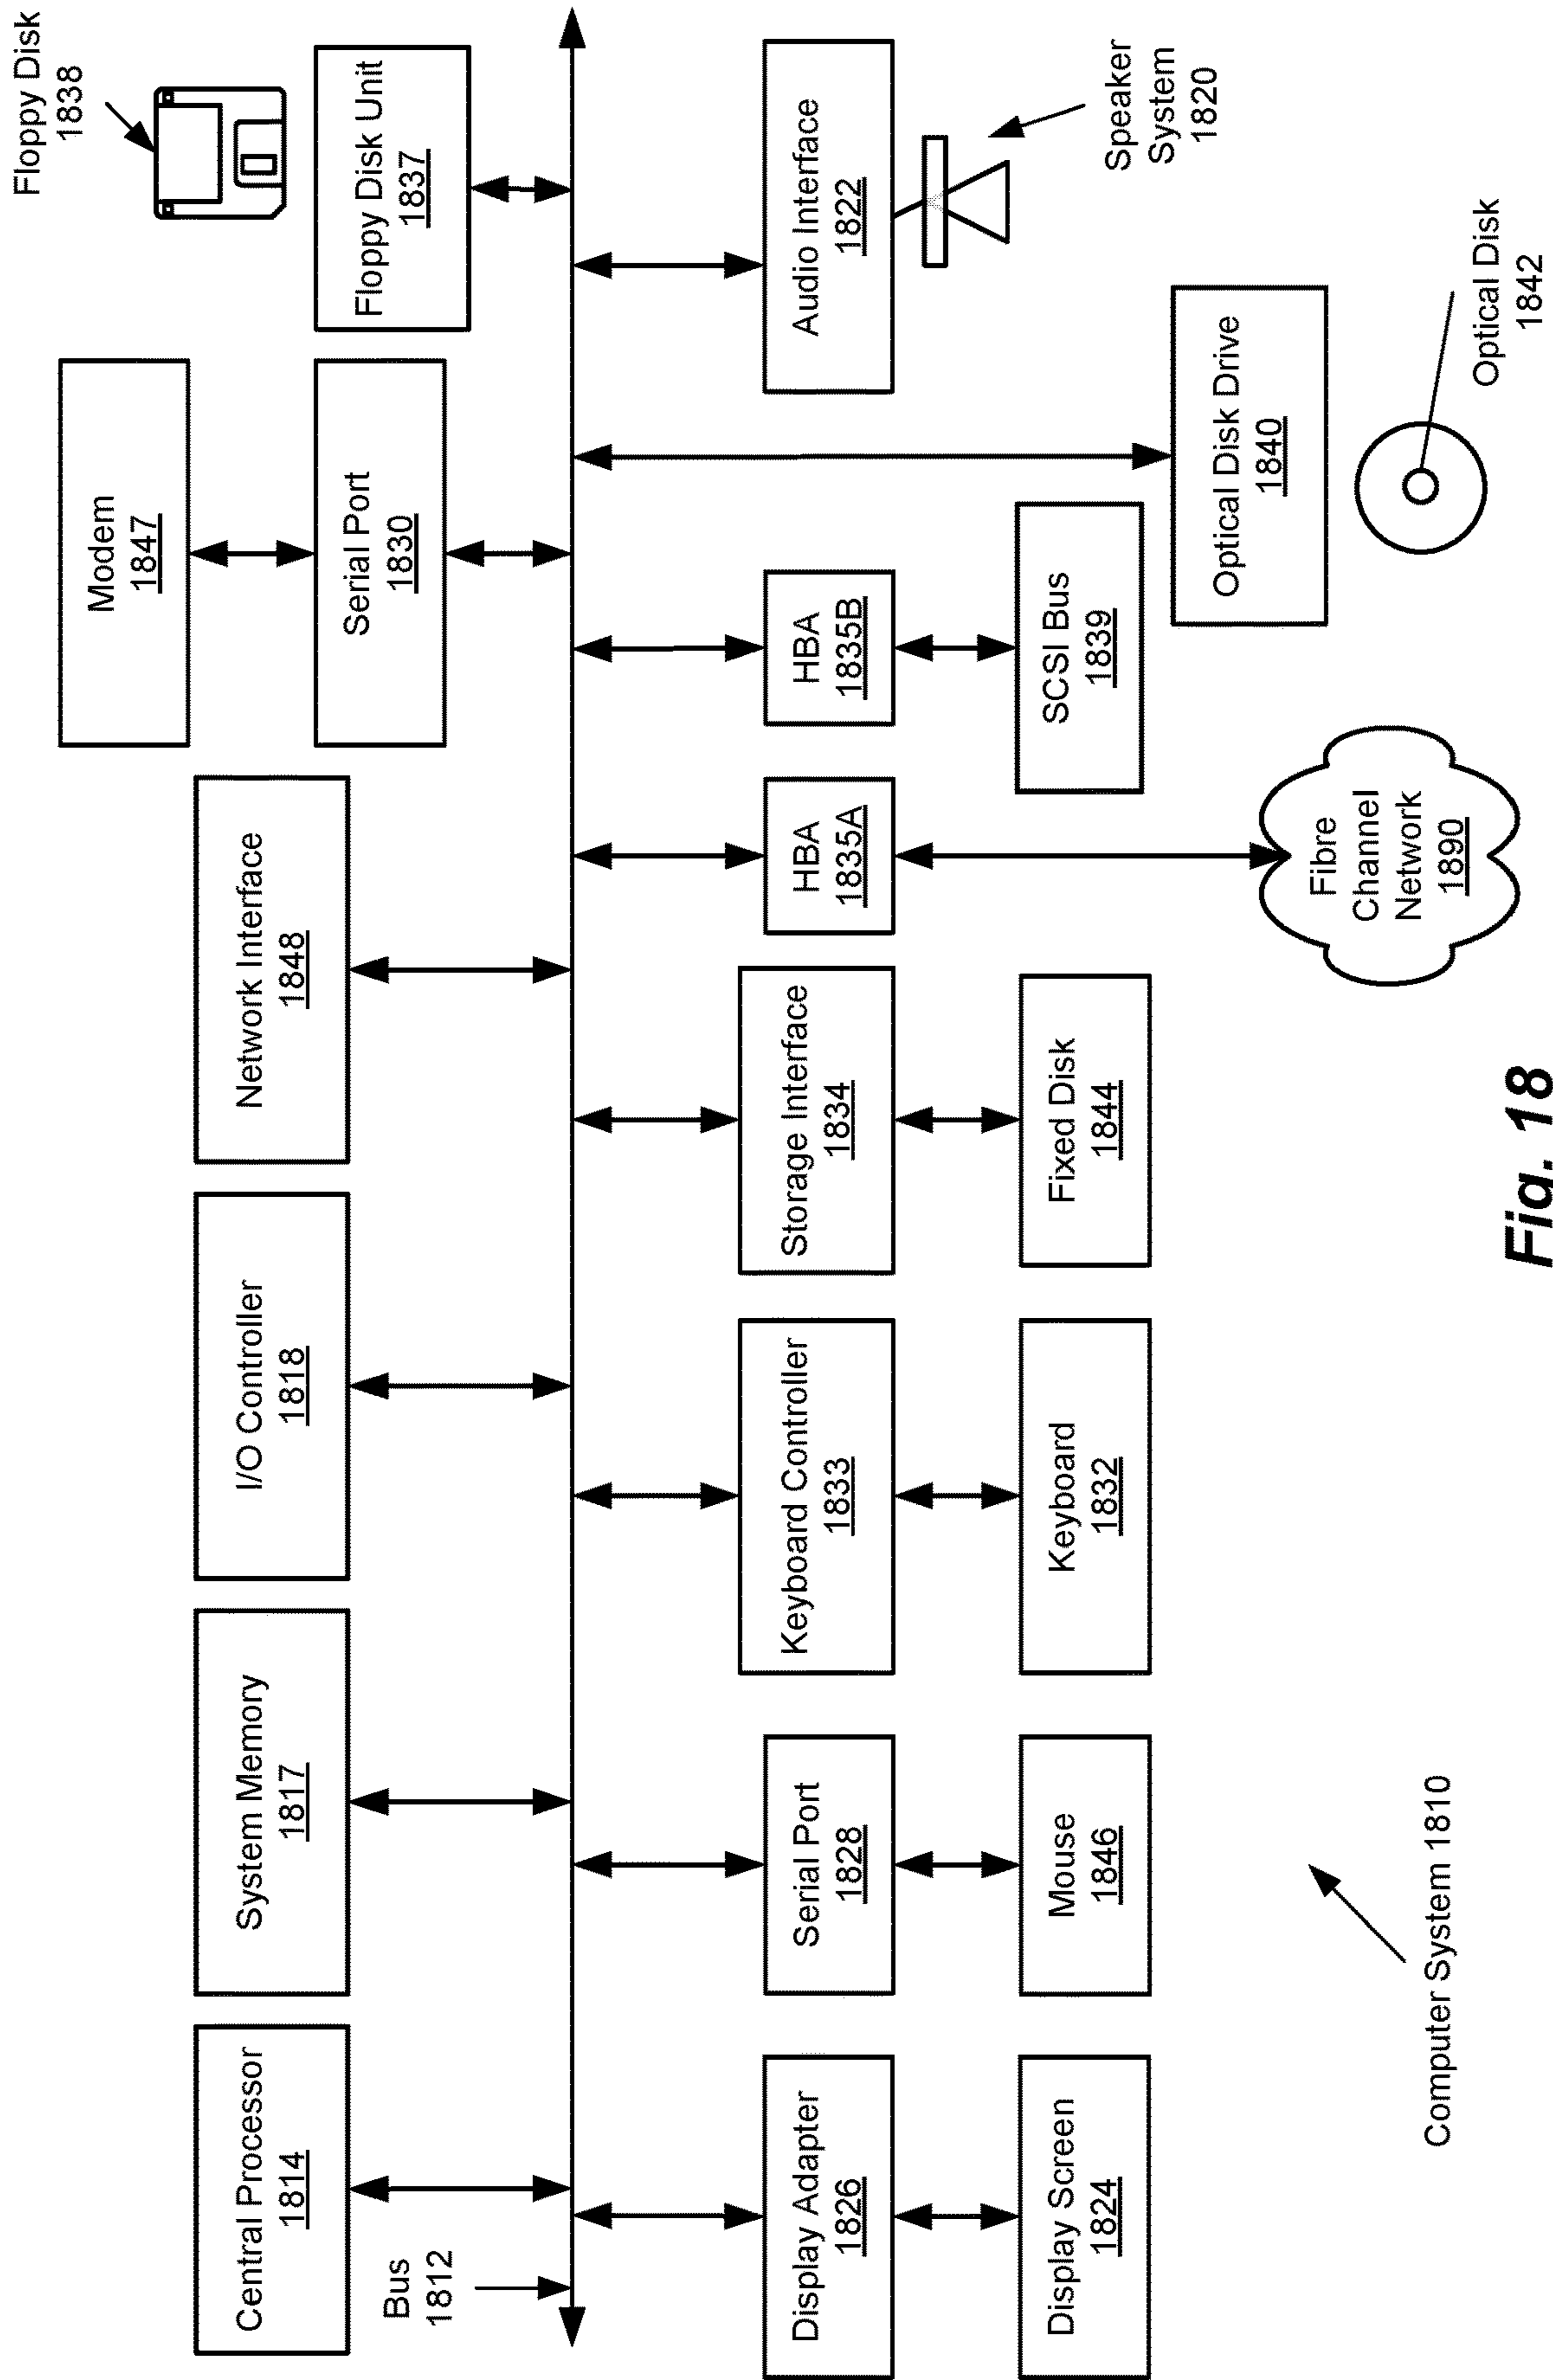 Floppy Disk
1838
Modem
1847
Central Processor
1814
System Memory
1817
I/O Controller
1818
Network Interface
1848
Serial Port
1830
Floppy Disk Unit
1837
Bus
1812
Display Adapter
1826
Serial Port
1828
Keyboard Controller
1833
Storage Interface
1834
HBA
1835A
HBA
1835B
Audio Interface
1822
Display Screen
1824
Mouse
1846
Keyboard
1832
Fixed Disk
1844
SCSI Bus
1839
Speaker
System
1820
Optical Disk Drive
1840
Fibre
Channel
Network
1890
Optical Disk
1842
Computer System 1810
Fig. 18